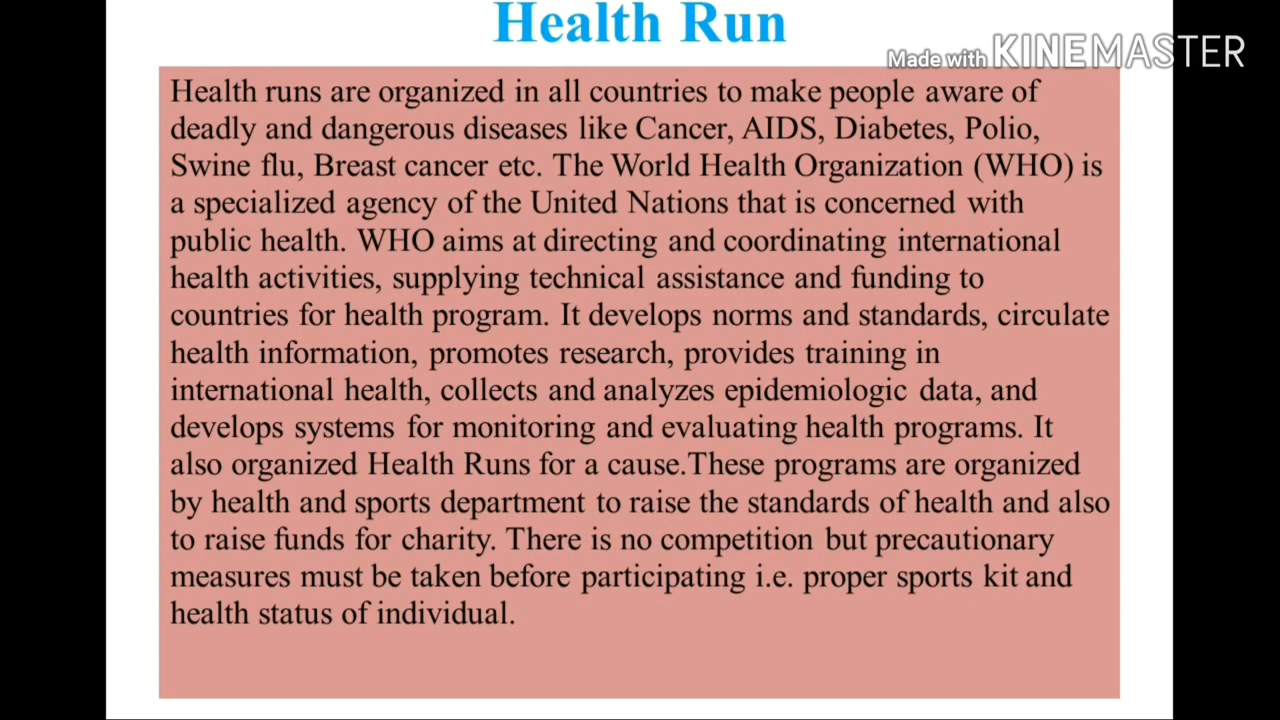 Health Run
Made with KINEMASTER
Health runs are organized in all countries to make people aware of
deadly and dangerous diseases like Cancer, AIDS, Diabetes, Polio,
Swine flu, Breast cancer etc. The World Health Organization (WHO) is
a specialized agency of the United Nations that is concerned with
public health. WHO aims at directing and coordinating international
health activities, supplying technical assistance and funding to
countries for health program. It develops norms and standards, circulate
health information, promotes research, provides training in
international health, collects and analyzes epidemiologic data, and
develops systems for monitoring and evaluating health programs. It
also organized Health Runs for a cause.These programs are organized
by health and sports department to raise the standards of health and also
to raise funds for charity. There is no competition but precautionary
measures must be taken before participating i.e. proper sports kit and
health status of individual.